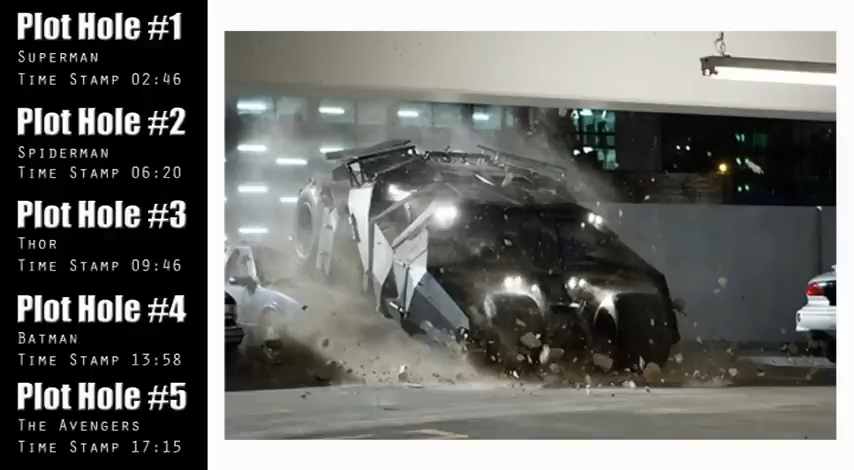 Plot Hole #1
Superman
Time Stamp 02:46
Plot Hole #2
Spiderman
Time Stamp 06:20
Plot Hole #3
Thor
Time Stamp 09:46
Plot Hole #4
Batman
Time Stamp 13:58
Plot Hole #5
The Avengers
Time Stamp 17:15